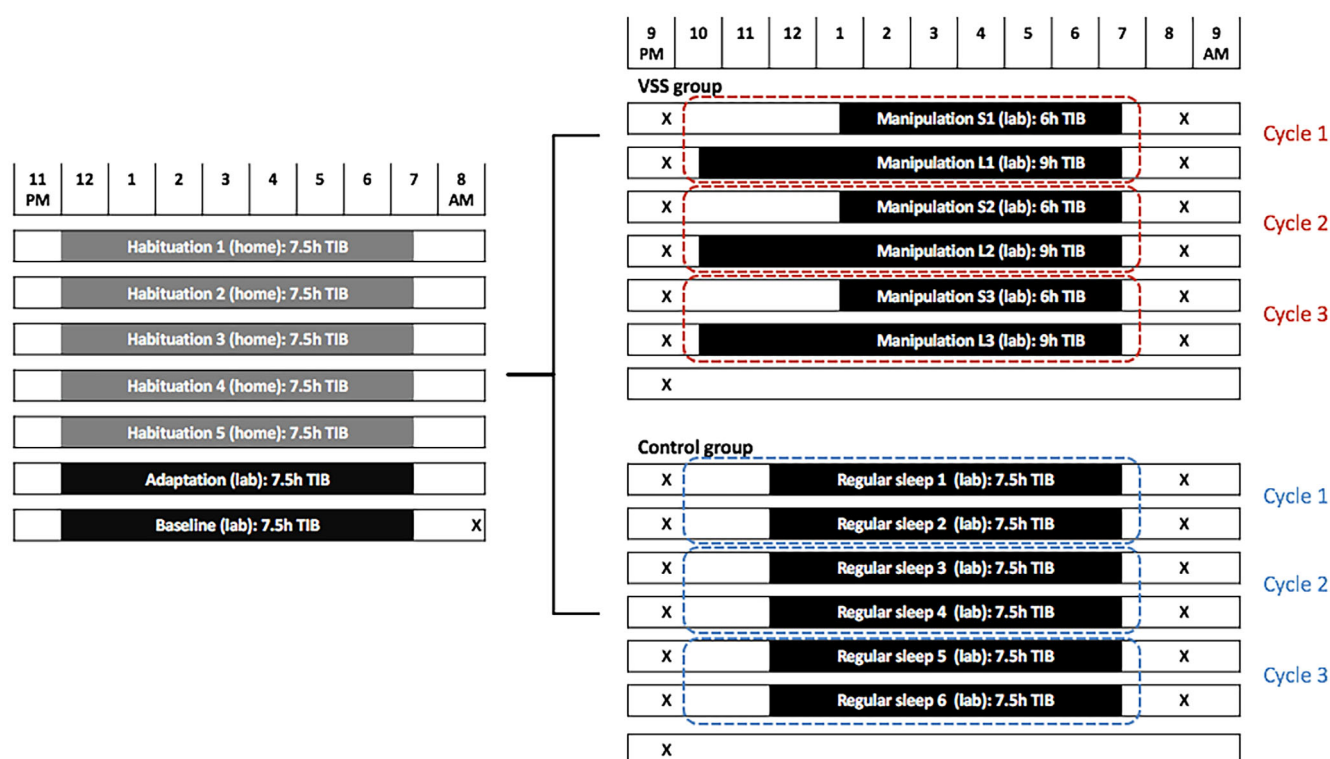 11 PM 12 1 2 3 4 5 6 7 8 AM
Habituation 1 (home): 7.5h TIB
Habituation 2 (home): 7.5h TIB
Habituation 3 (home): 7.5h TIB
Habituation 4 (home): 7.5h TIB
Habituation 5 (home): 7.5h TIB
Adaptation (lab): 7.5h TIB
Baseline (lab): 7.5h TIB X
9 PM 10 11 12 1 2 3 4 5 6 7 8 9 AM
VSS group
X Manipulation S1 (lab): 6h TIB X
Cycle 1
X Manipulation L1 (lab): 9h TIB X
X Manipulation S2 (lab): 6h TIB X
Cycle 2
X Manipulation L2 (lab): 9h TIB X
X Manipulation S3 (lab): 6h TIB X
Cycle 3
X Manipulation L3 (lab): 9h TIB X
X
Control group
X Regular sleep 1 (lab): 7.5h TIB X
Cycle 1
X Regular sleep 2 (lab): 7.5h TIB X
X Regular sleep 3 (lab): 7.5h TIB X
Cycle 2
X Regular sleep 4 (lab): 7.5h TIB X
X Regular sleep 5 (lab): 7.5h TIB X
Cycle 3
X Regular sleep 6 (lab): 7.5h TIB X
X